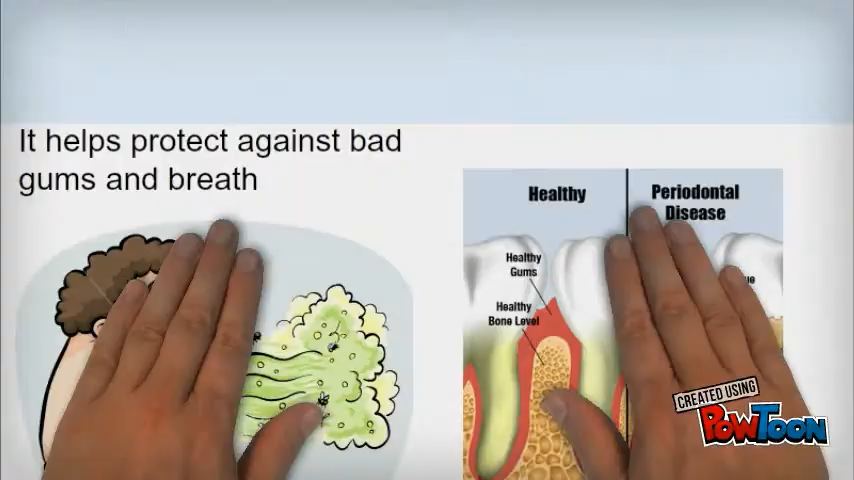 It helps protect against bad
gums and breath
Healthy
Periodontal
Disease
Healthy
Gums
Healthy
Bone Level
CREATED USING
POWTOON